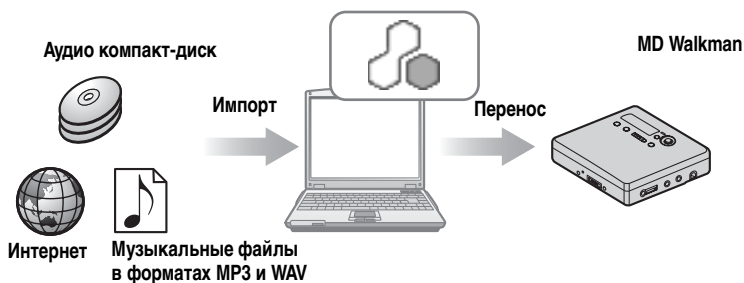 Аудио компакт-диск
MD Walkman
Импорт
Перенос
Интернет
Музыкальные файлы
в форматах MP3 и WAV